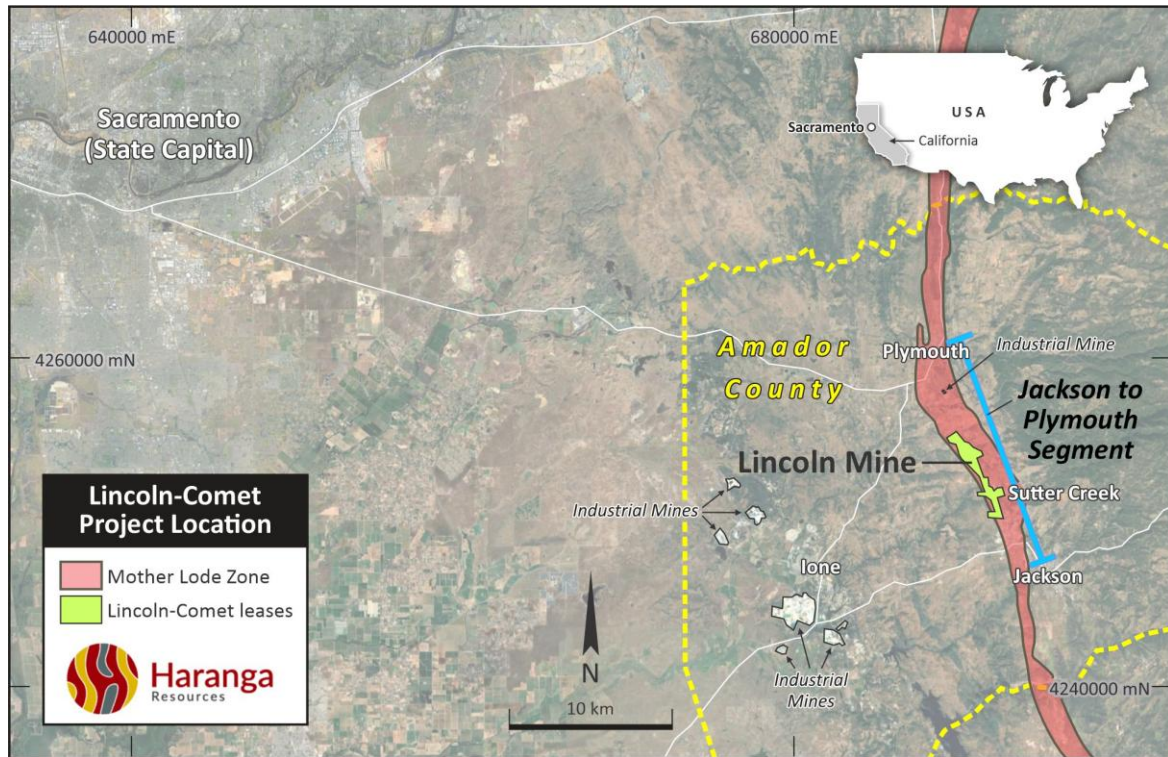 640000 mE
680000 mE
Sacramento
(State Capital)
USA
Sacramento
California
4260000 mN
Amador
County
Plymouth
Industrial Mine
Jackson to
Plymouth
Segment
Lincoln Mine
Sutter Creek
Industrial Mines
Ione
Jackson
Industrial
Mines
4240000 mN
N
10 km
Lincoln-Comet
Project Location
Mother Lode Zone
Lincoln-Comet leases
Haranga
Resources